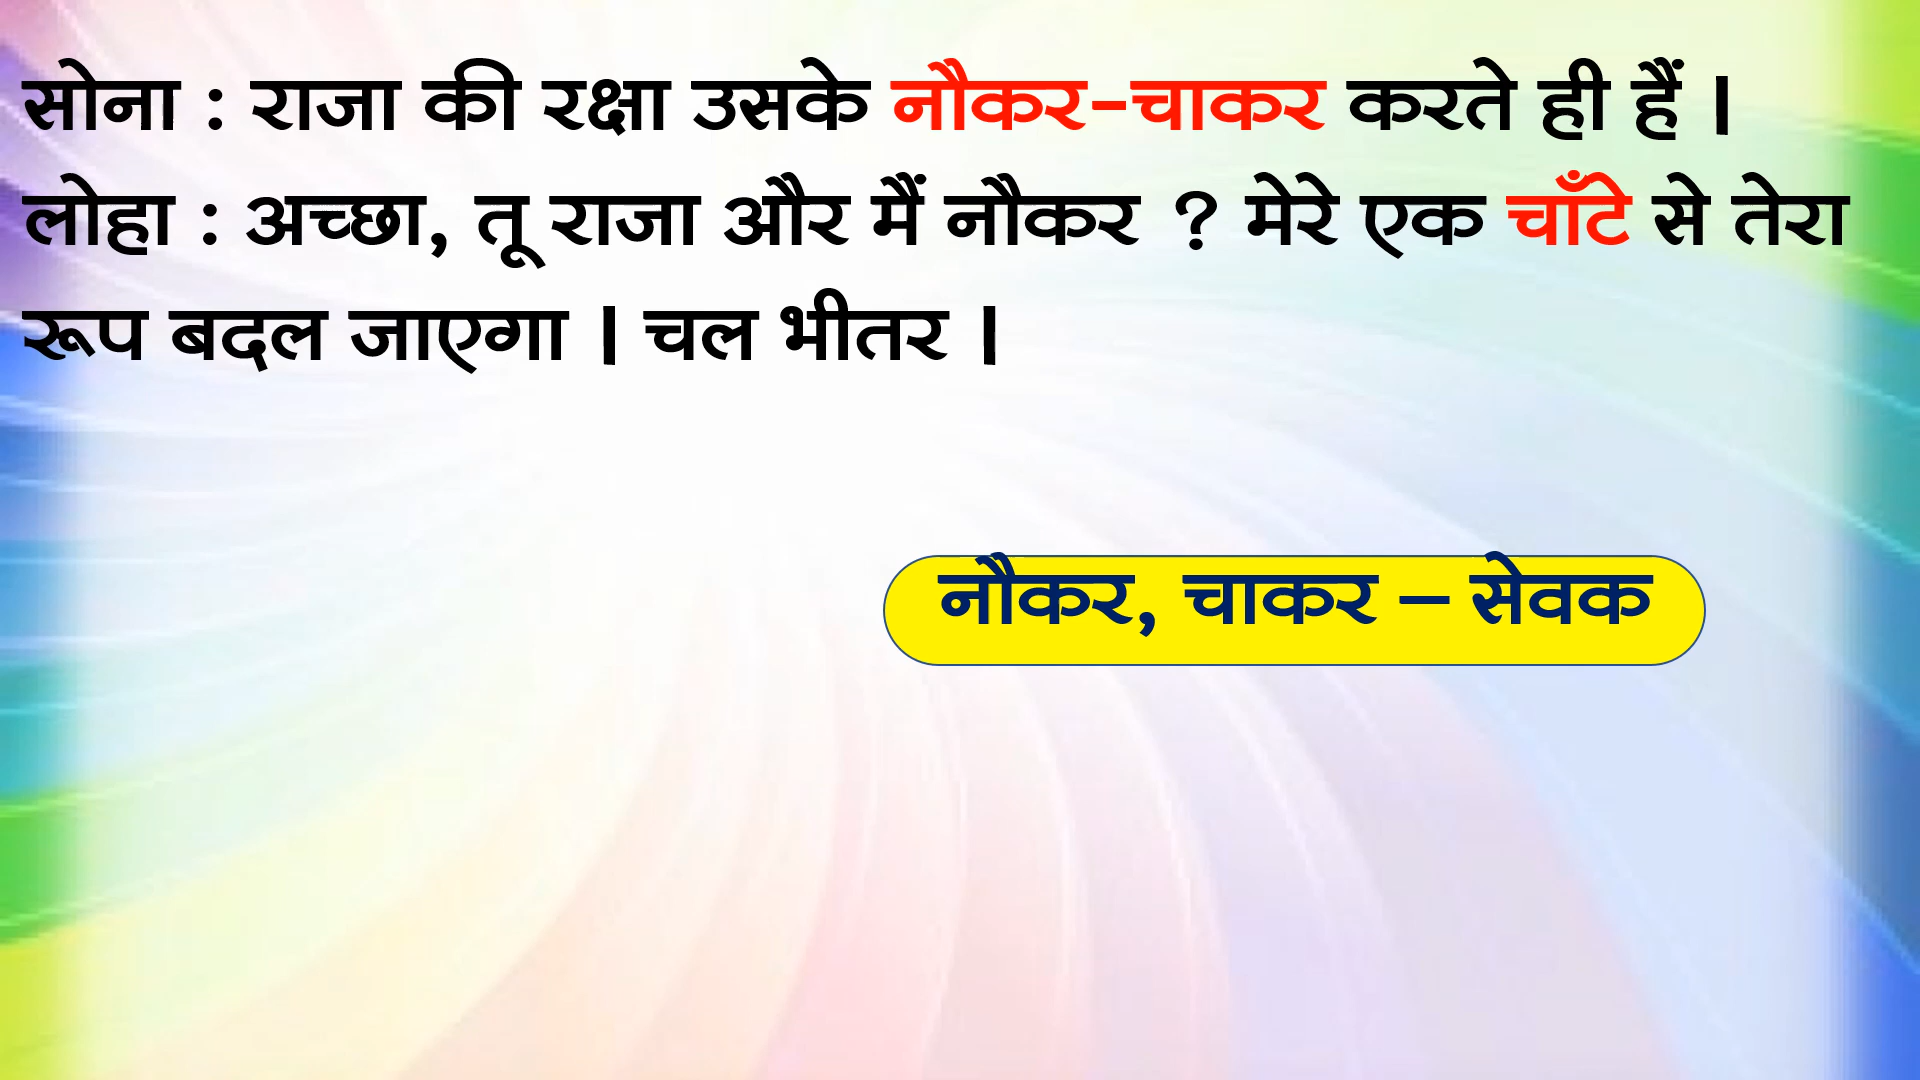 सोना : राजा की रक्षा उसके नौकर-चाकर करते ही हैं ।
लोहा : अच्छा, तू राजा और मैं नौकर ? मेरे एक चाँटे से तेरा
रूप बदल जाएगा । चल भीतर ।
नौकर, चाकर – सेवक